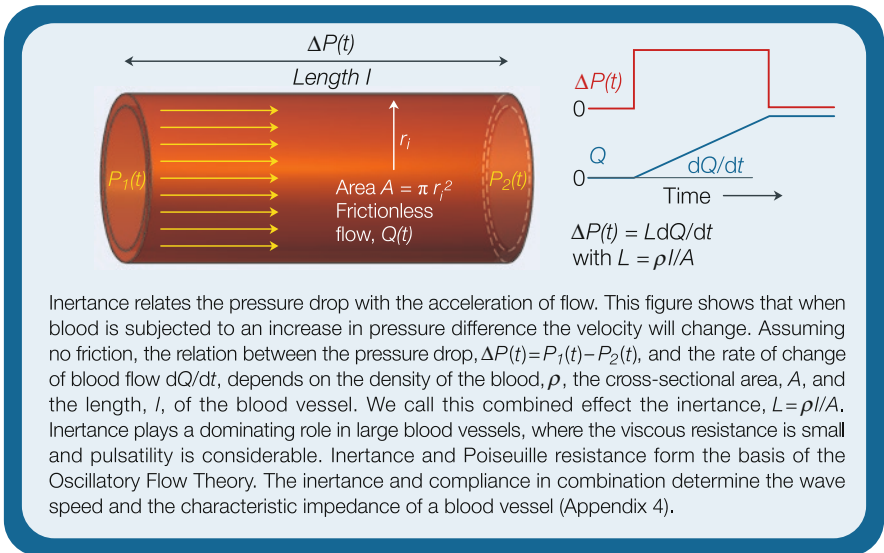 ΔP(t)
Length l
r_i
P_1(t)
P_2(t)
Area A = π r_i²
Frictionless
flow, Q(t)
ΔP(t)
0
Q
0
dQ/dt
Time
ΔP(t) = LdQ/dt
with L = ρl/A
Inertance relates the pressure drop with the acceleration of flow. This figure shows that when
blood is subjected to an increase in pressure difference the velocity will change. Assuming
no friction, the relation between the pressure drop, ΔP(t)=P_1(t)–P_2(t), and the rate of change
of blood flow dQ/dt, depends on the density of the blood, ρ, the cross-sectional area, A, and
the length, l, of the blood vessel. We call this combined effect the inertance, L=ρl/A.
Inertance plays a dominating role in large blood vessels, where the viscous resistance is small
and pulsatility is considerable. Inertance and Poiseuille resistance form the basis of the
Oscillatory Flow Theory. The inertance and compliance in combination determine the wave
speed and the characteristic impedance of a blood vessel (Appendix 4).